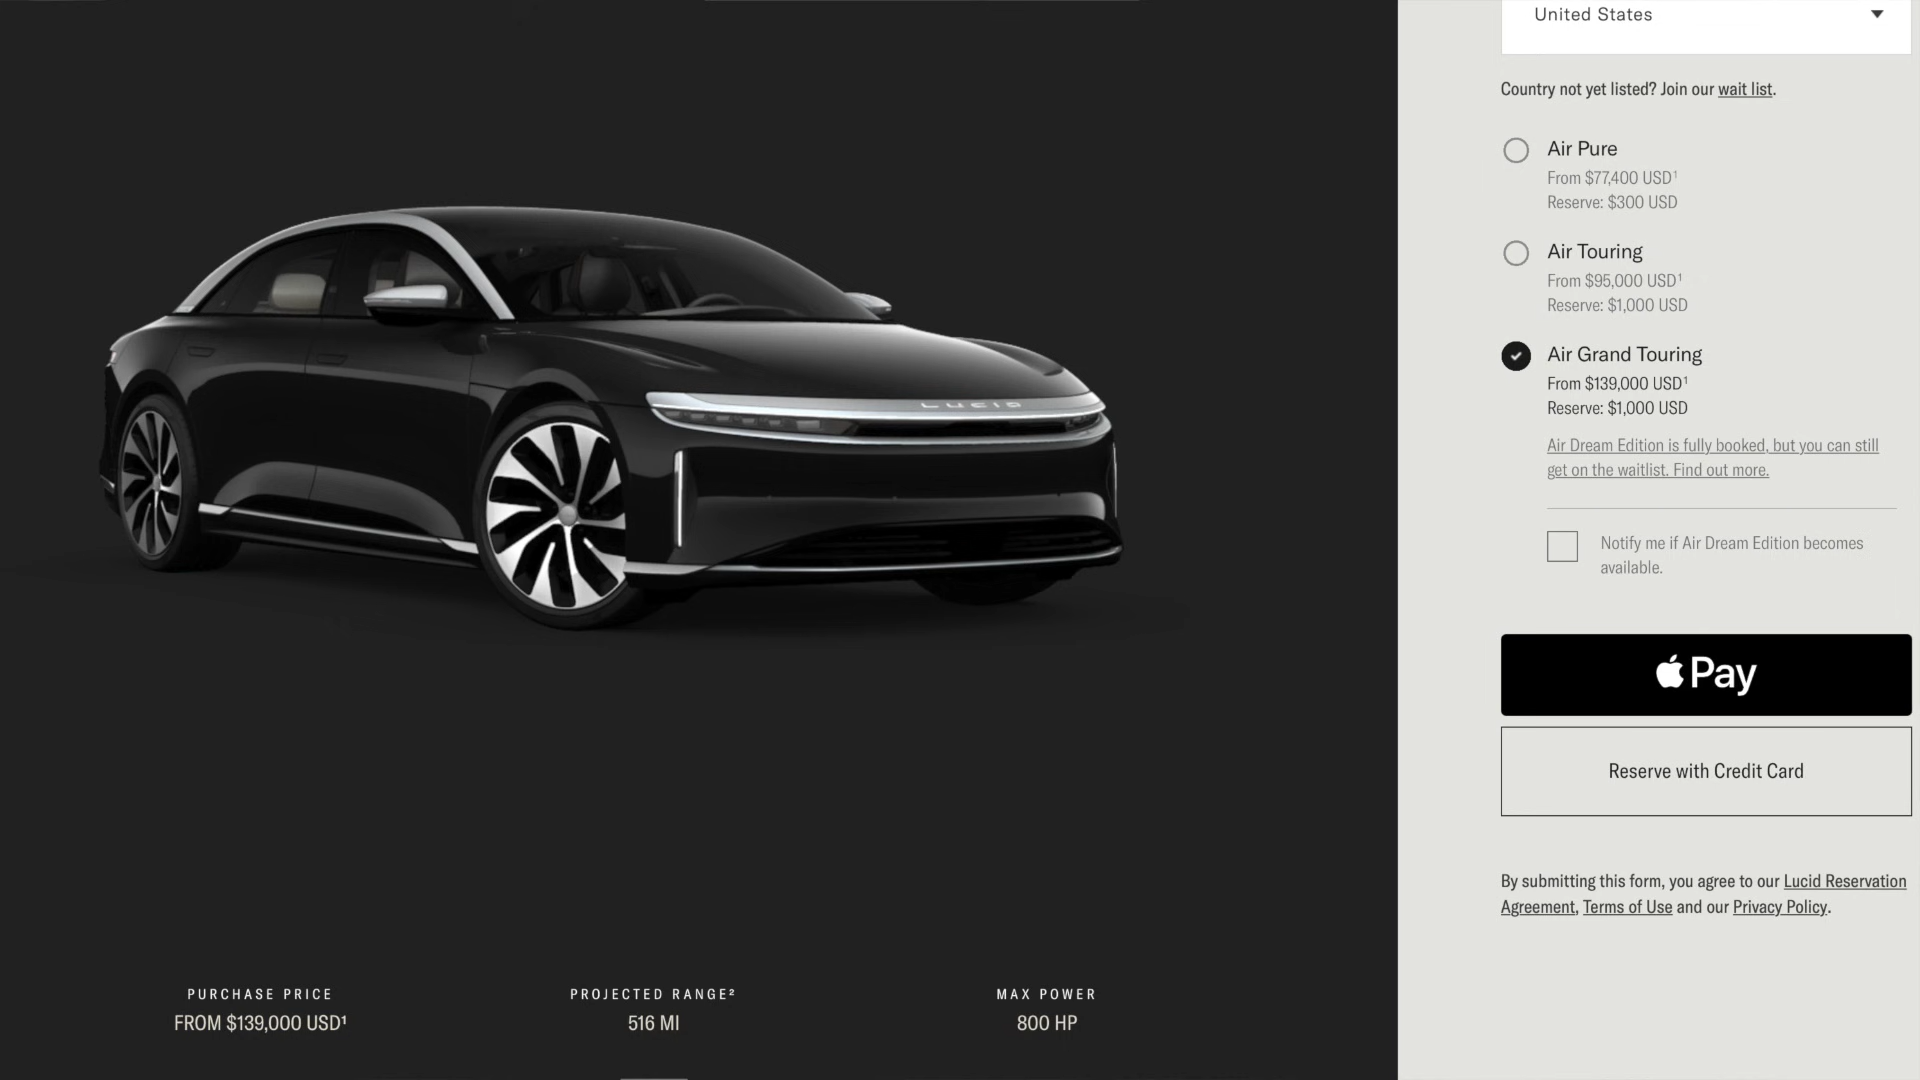 United States
Country not yet listed? Join our wait list.
Air Pure
From $77,400 USD¹
Reserve: $300 USD
Air Touring
From $95,000 USD¹
Reserve: $1,000 USD
Air Grand Touring
From $139,000 USD¹
Reserve: $1,000 USD
Air Dream Edition is fully booked, but you can still
get on the waitlist. Find out more.
Notify me if Air Dream Edition becomes
available.
Pay
Reserve with Credit Card
By submitting this form, you agree to our Lucid Reservation
Agreement, Terms of Use and our Privacy Policy.
LUCID
PURCHASE PRICE
FROM $139,000 USD¹
PROJECTED RANGE²
516 MI
MAX POWER
800 HP